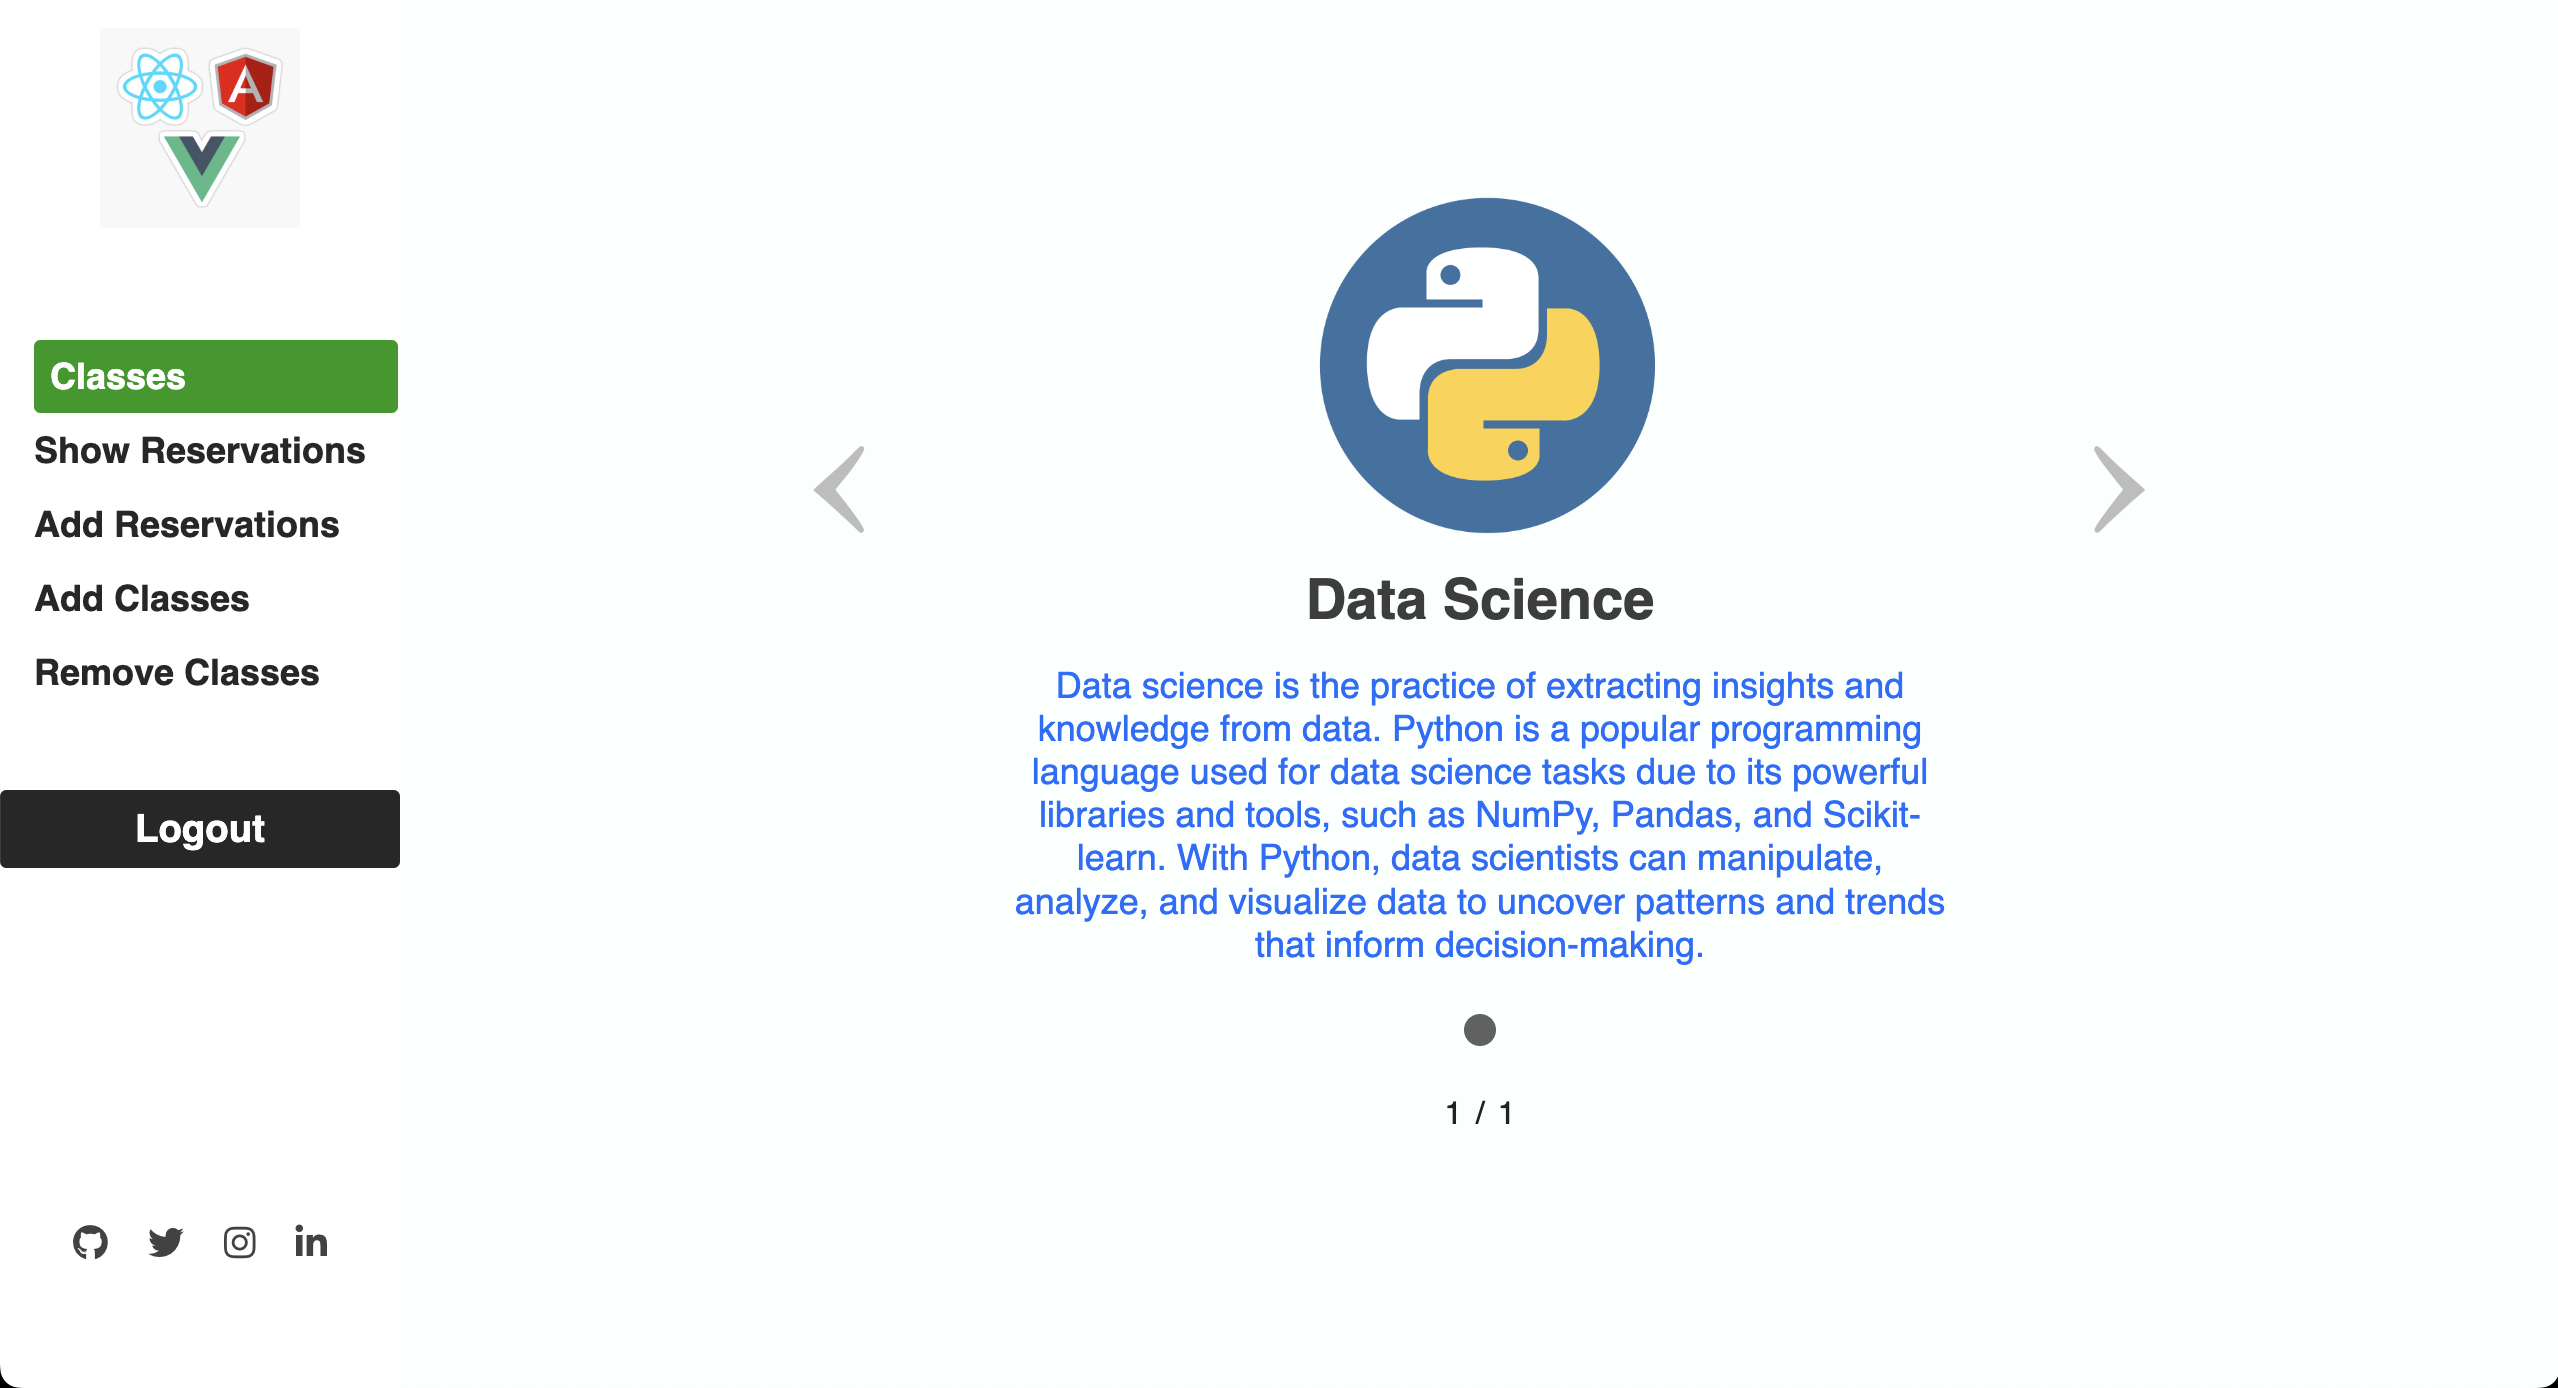 Classes
Show Reservations
Add Reservations
Add Classes
Remove Classes
Logout
Data Science
Data science is the practice of extracting insights and
knowledge from data. Python is a popular programming
language used for data science tasks due to its powerful
libraries and tools, such as NumPy, Pandas, and Scikit-
learn. With Python, data scientists can manipulate,
analyze, and visualize data to uncover patterns and trends
that inform decision-making.
1 / 1